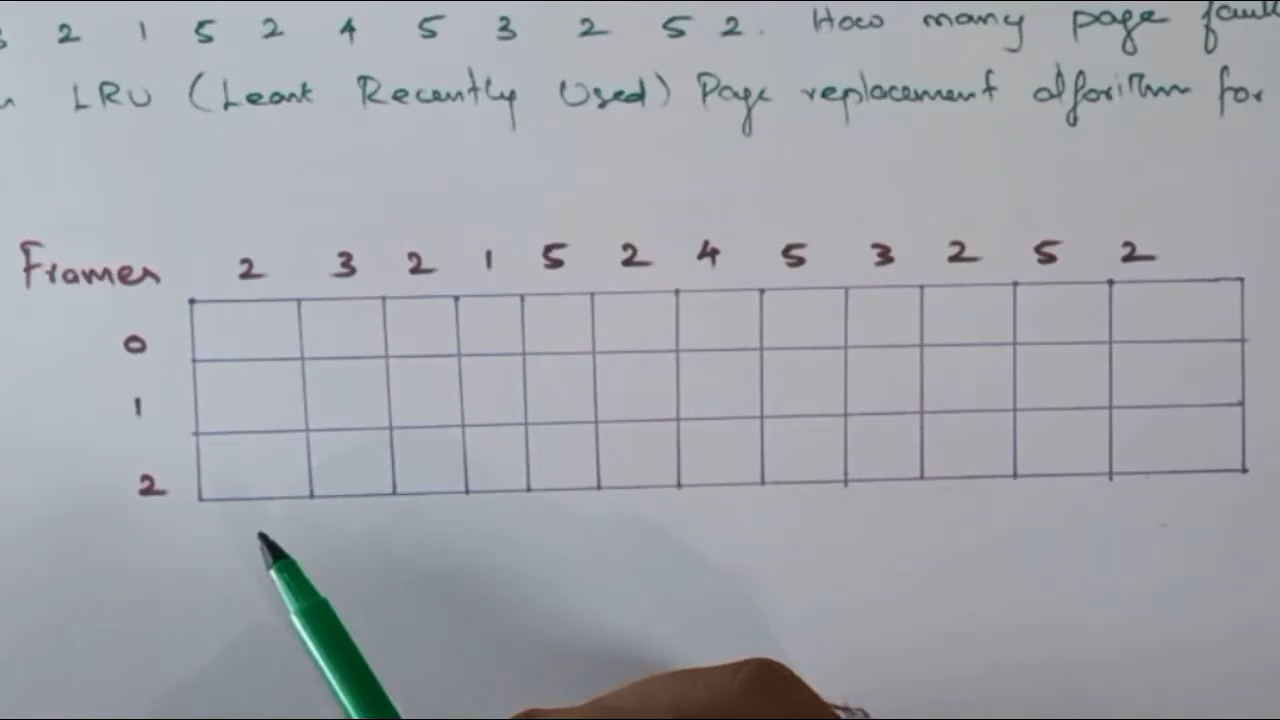 2 1 5 2 4 5 3 2 5 2. How many page
LRU (Least Recently Used) Page replacement algorithm for
Frames 2 3 2 1 5 2 4 5 3 2 5 2
0
1
2